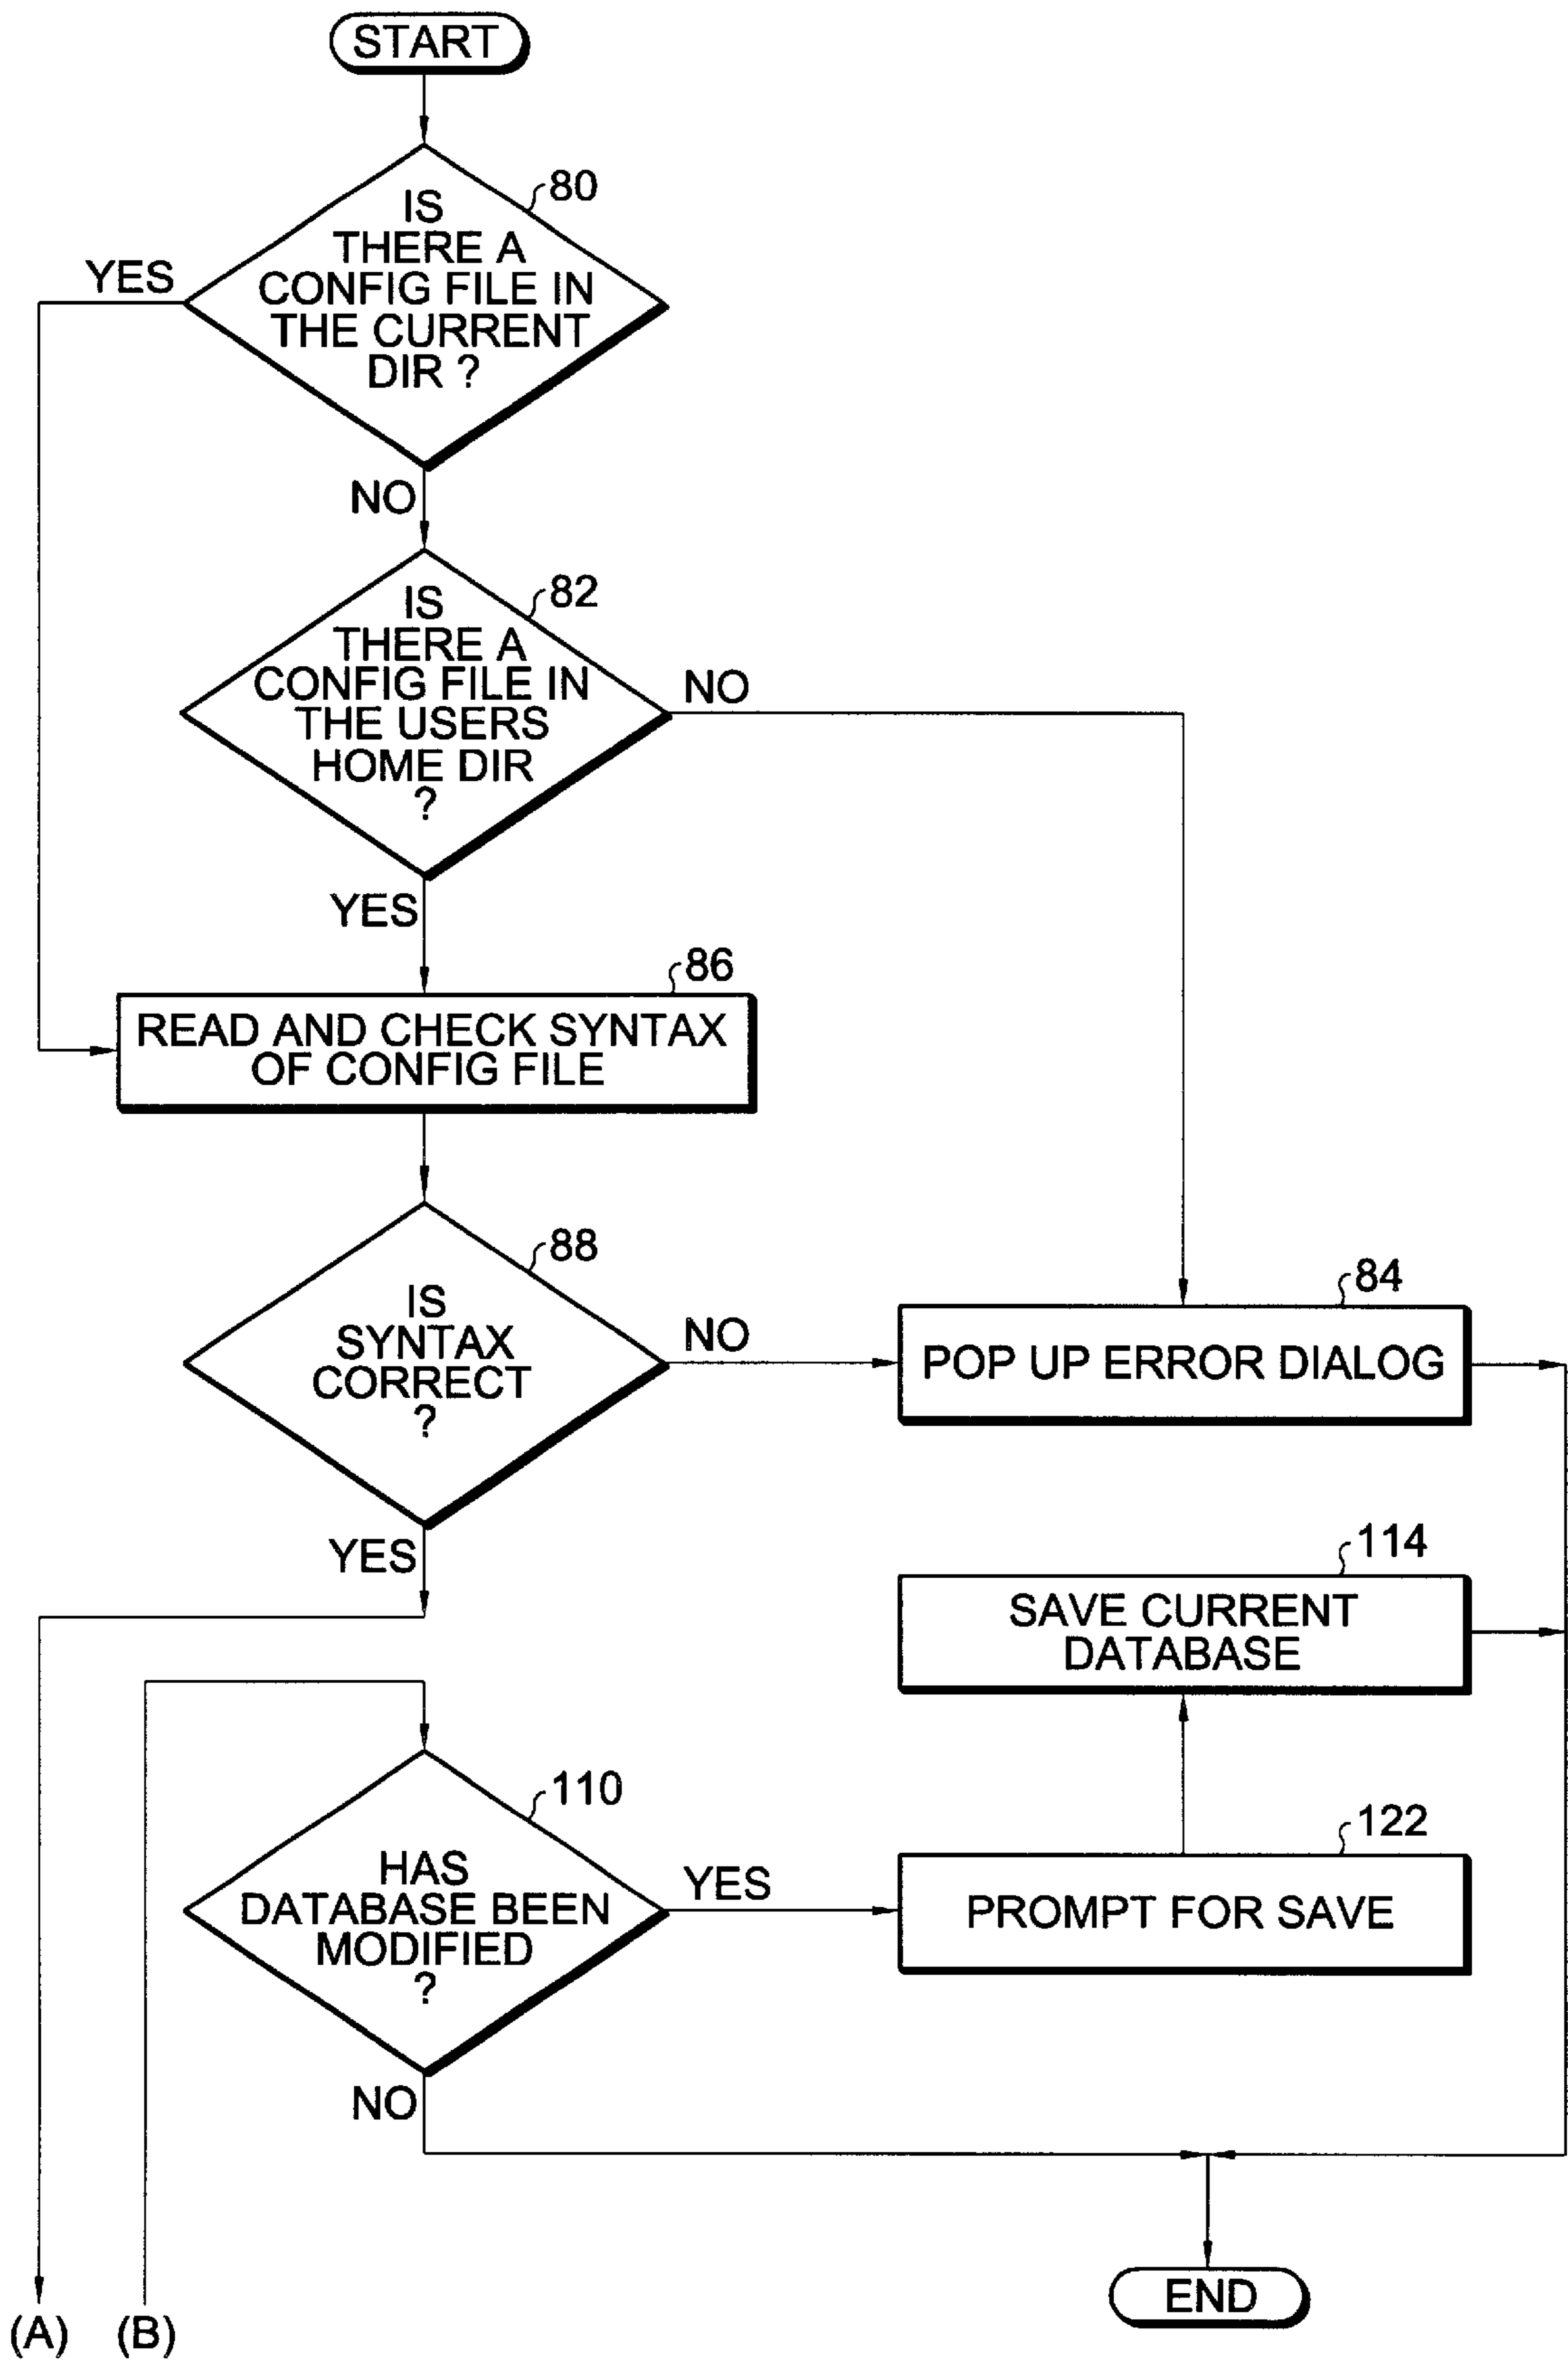 START
80
IS
THERE A
CONFIG FILE IN
THE CURRENT
DIR ?
YES
NO
82
IS
THERE A
CONFIG FILE IN
THE USERS
HOME DIR
?
NO
YES
86
READ AND CHECK SYNTAX
OF CONFIG FILE
88
IS
SYNTAX
CORRECT
?
NO
84
POP UP ERROR DIALOG
YES
114
SAVE CURRENT
DATABASE
110
HAS
DATABASE BEEN
MODIFIED
?
YES
122
PROMPT FOR SAVE
NO
END
(A)
(B)